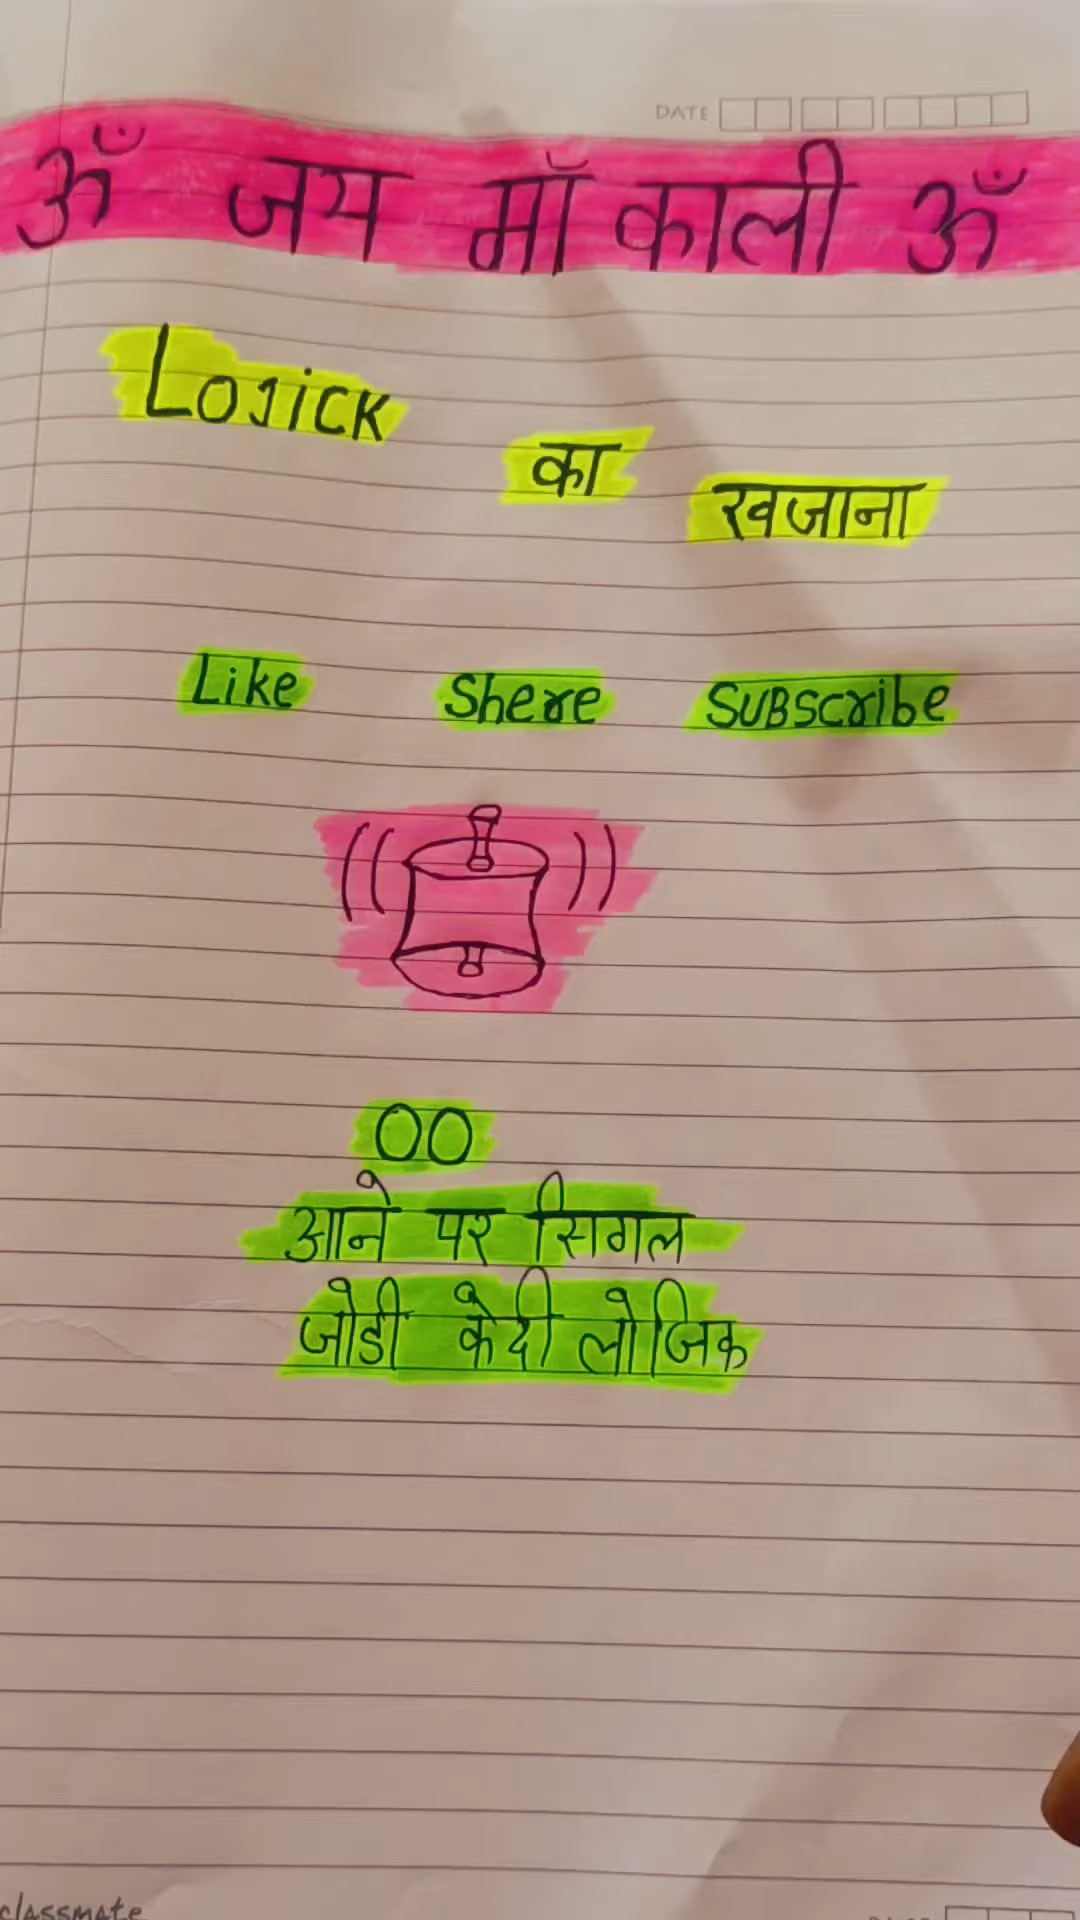 DATE
ॐ जय माँ काली ॐ
Lojick का खजाना
Like Shere Subscribe
00
आने पर सिगल
जोडी केदी लोजिक
classmate